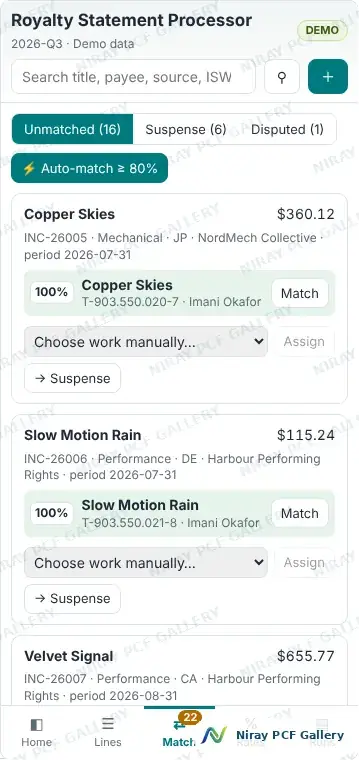 Royalty Statement Processor
2026-Q3 · Demo data
DEMO
Search title, payee, source, ISW
Unmatched (16)
Suspense (6)
Disputed (1)
⚡ Auto-match ≥ 80%
Copper Skies
$360.12
INC-26005 · Mechanical · JP · NordMech Collective ·
period 2026-07-31
100%
Copper Skies
T-903.550.020-7 · Imani Okafor
Match
Choose work manually...
Assign
→ Suspense
Slow Motion Rain
$115.24
INC-26006 · Performance · DE · Harbour Performing
Rights · period 2026-07-31
100%
Slow Motion Rain
T-903.550.021-8 · Imani Okafor
Match
Choose work manually...
Assign
→ Suspense
Velvet Signal
$655.77
INC-26007 · Performance · CA · Harbour Performing
Rights · period 2026-08-31
22
Home
Lines
Match
Niray PCF Gallery
NIRAY PCF GALLERY